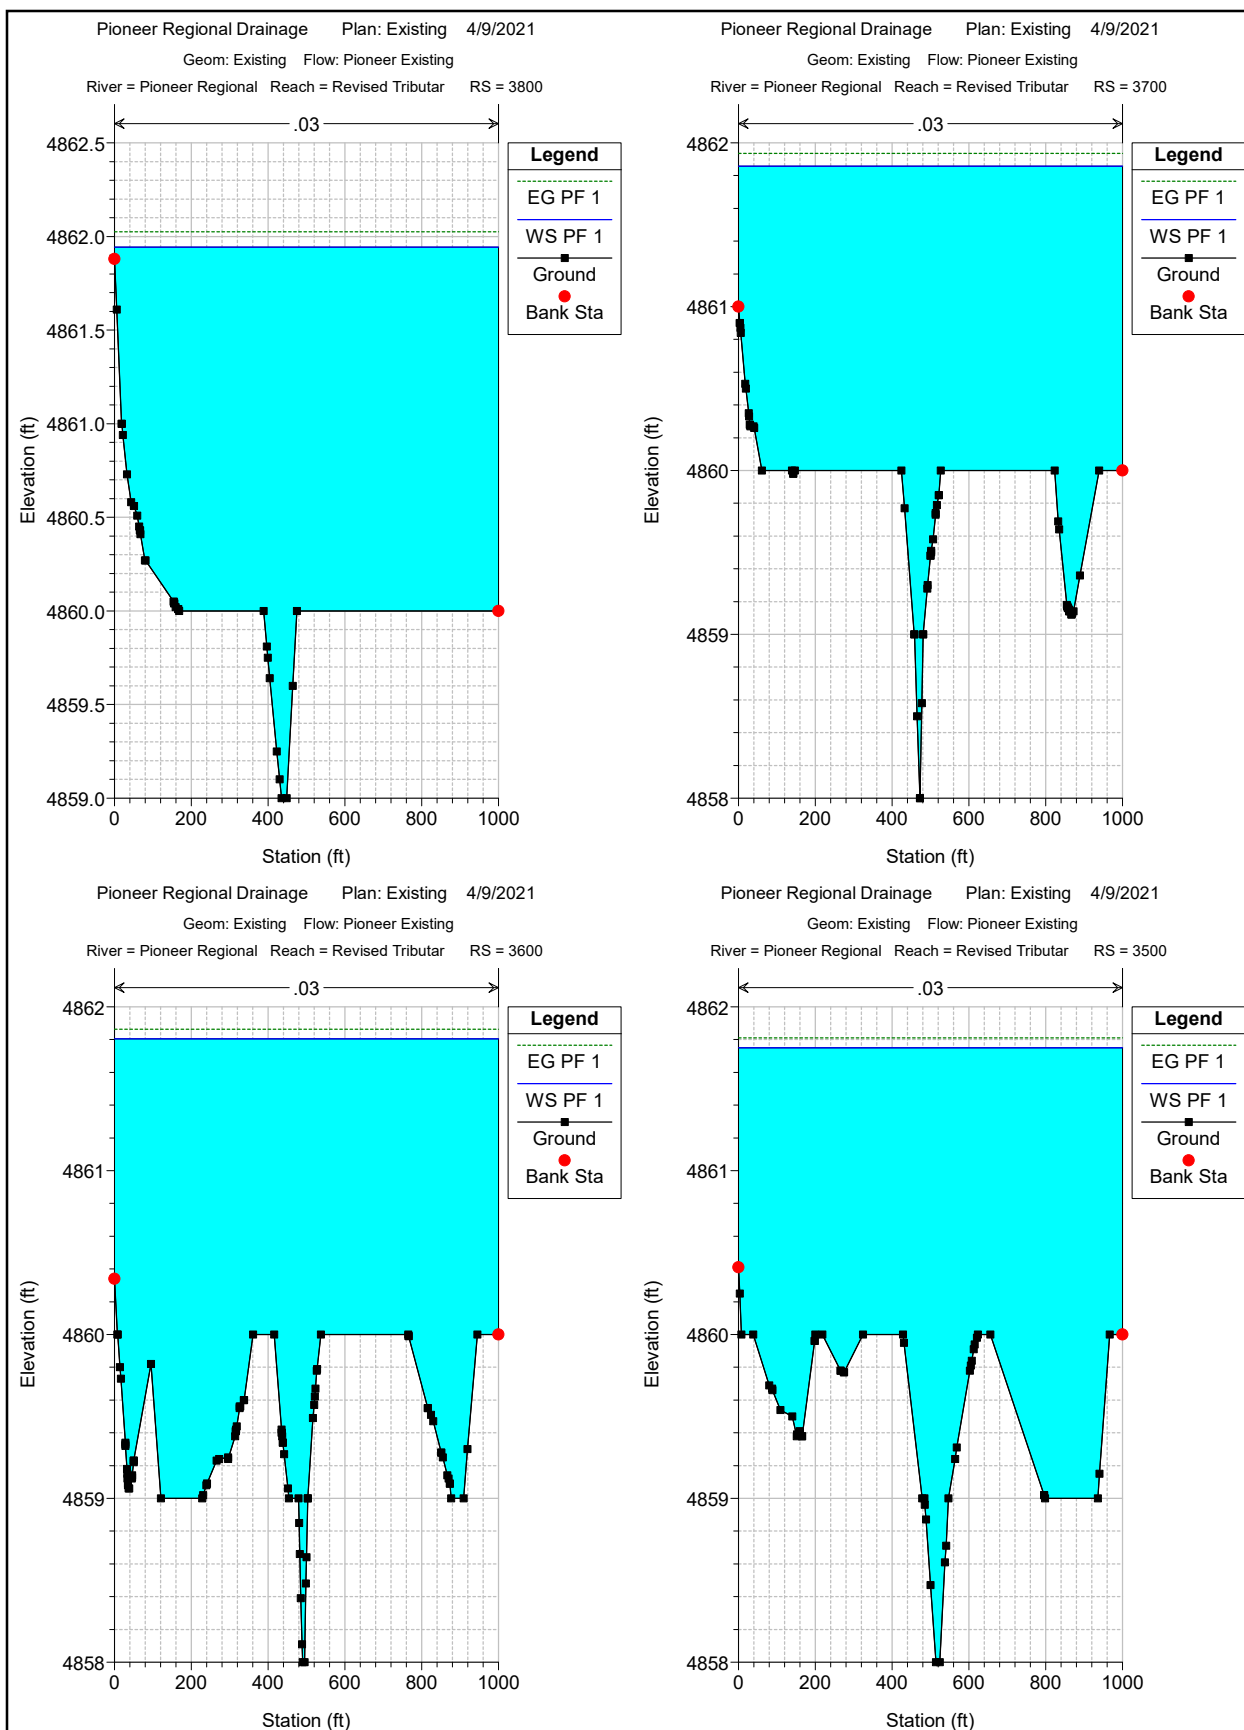 Pioneer Regional Drainage Plan: Existing 4/9/2021
Geom: Existing Flow: Pioneer Existing
River = Pioneer Regional Reach = Revised Tributar RS = 3800
.03
4862.5
4862.0
4861.5
4861.0
4860.5
4860.0
4859.5
4859.0
Elevation (ft)
0 200 400 600 800 1000
Station (ft)
Legend
EG PF 1
WS PF 1
Ground
Bank Sta
Pioneer Regional Drainage Plan: Existing 4/9/2021
Geom: Existing Flow: Pioneer Existing
River = Pioneer Regional Reach = Revised Tributar RS = 3700
.03
4862
4861
4860
4859
4858
Elevation (ft)
0 200 400 600 800 1000
Station (ft)
Legend
EG PF 1
WS PF 1
Ground
Bank Sta
Pioneer Regional Drainage Plan: Existing 4/9/2021
Geom: Existing Flow: Pioneer Existing
River = Pioneer Regional Reach = Revised Tributar RS = 3600
.03
4862
4861
4860
4859
4858
Elevation (ft)
0 200 400 600 800 1000
Station (ft)
Legend
EG PF 1
WS PF 1
Ground
Bank Sta
Pioneer Regional Drainage Plan: Existing 4/9/2021
Geom: Existing Flow: Pioneer Existing
River = Pioneer Regional Reach = Revised Tributar RS = 3500
.03
4862
4861
4860
4859
4858
Elevation (ft)
0 200 400 600 800 1000
Station (ft)
Legend
EG PF 1
WS PF 1
Ground
Bank Sta